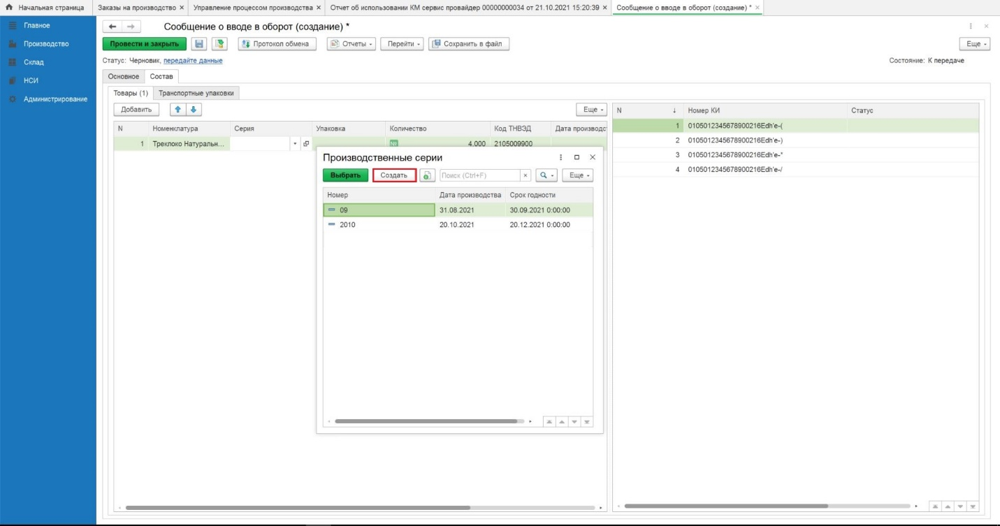 Начальная страница
Заказы на производство ×
Управление процессом производства ×
Отчет об использовании КМ сервис провайдер 00000000034 от 21.10.2021 15:20:39 ×
Сообщение о вводе в оборот (создание) * ×
Главное
Производство
Склад
НСИ
Администрирование
Сообщение о вводе в оборот (создание) *
Провести и закрыть
Протокол обмена
Отчеты
Перейти
Сохранить в файл
Еще
Статус: Черновик, передайте данные
Состояние: К передаче
Основное
Состав
Товары (1)
Транспортные упаковки
Добавить
Еще
N
Номенклатура
Серия
Упаковка
Количество
Код ТНВЭД
Дата производс
1
Треклоко Натуральн...
№
4,000
2105009900
N
↓
Номер КИ
Статус
1 0105012345678900216Edh'e-(
2 0105012345678900216Edh'e-)
3 0105012345678900216Edh'e-*
4 0105012345678900216Edh'e-/
Производственные серии
Выбрать
Создать
Поиск (Ctrl+F)
×
Еще
Номер
Дата производства
Срок годности
09 31.08.2021 30.09.2021 0:00:00
2010 20.10.2021 20.12.2021 0:00:00